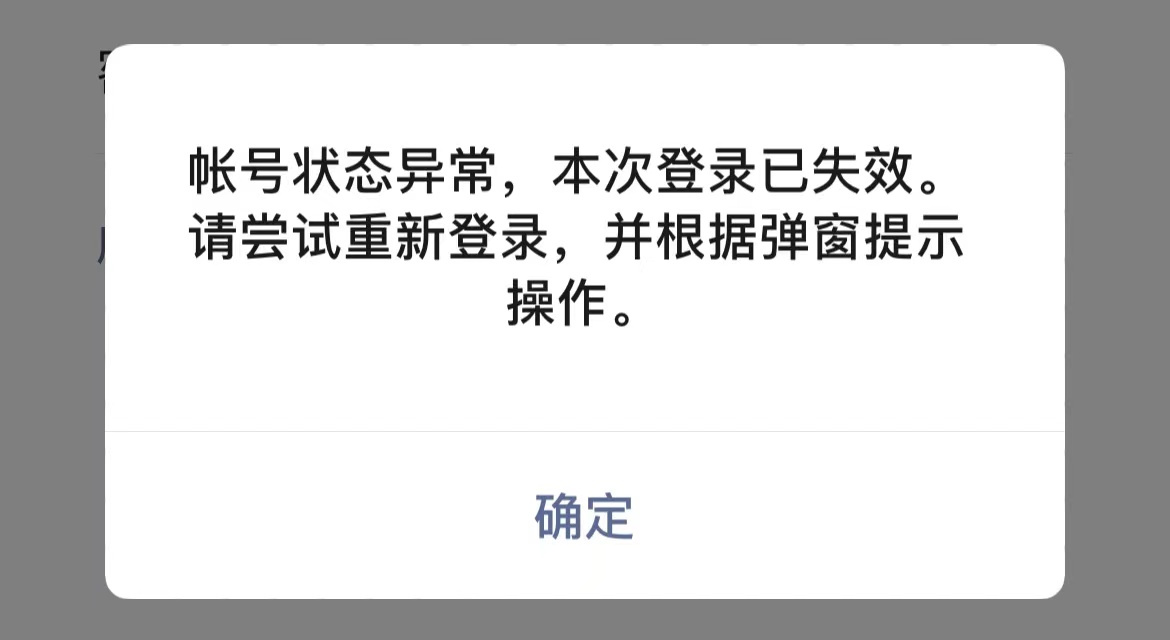 帐号状态异常，本次登录已失效。
请尝试重新登录，并根据弹窗提示
操作。
确定